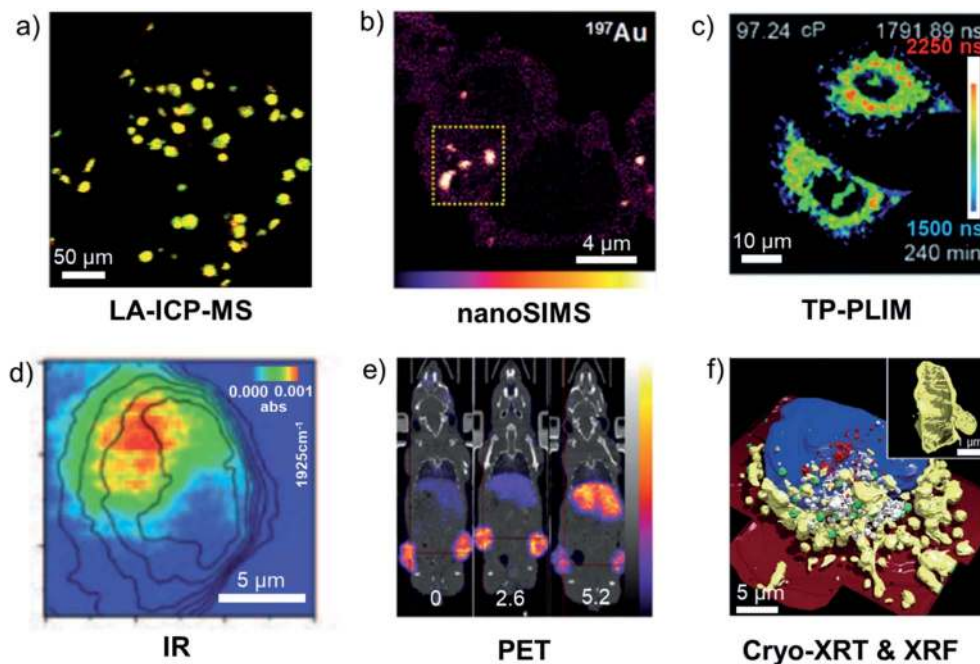 a)
50 µm
LA-ICP-MS
b)
¹⁹⁷Au
4 µm
nanoSIMS
c)
97.24 cP 1791.89 ns
2250 ns
1500 ns
10 µm 240 min
TP-PLIM
d)
0.000 0.001
abs
1925cm⁻¹
5 µm
IR
e)
0 2.6 5.2
PET
f)
1 µm
5 µm
Cryo-XRT & XRF